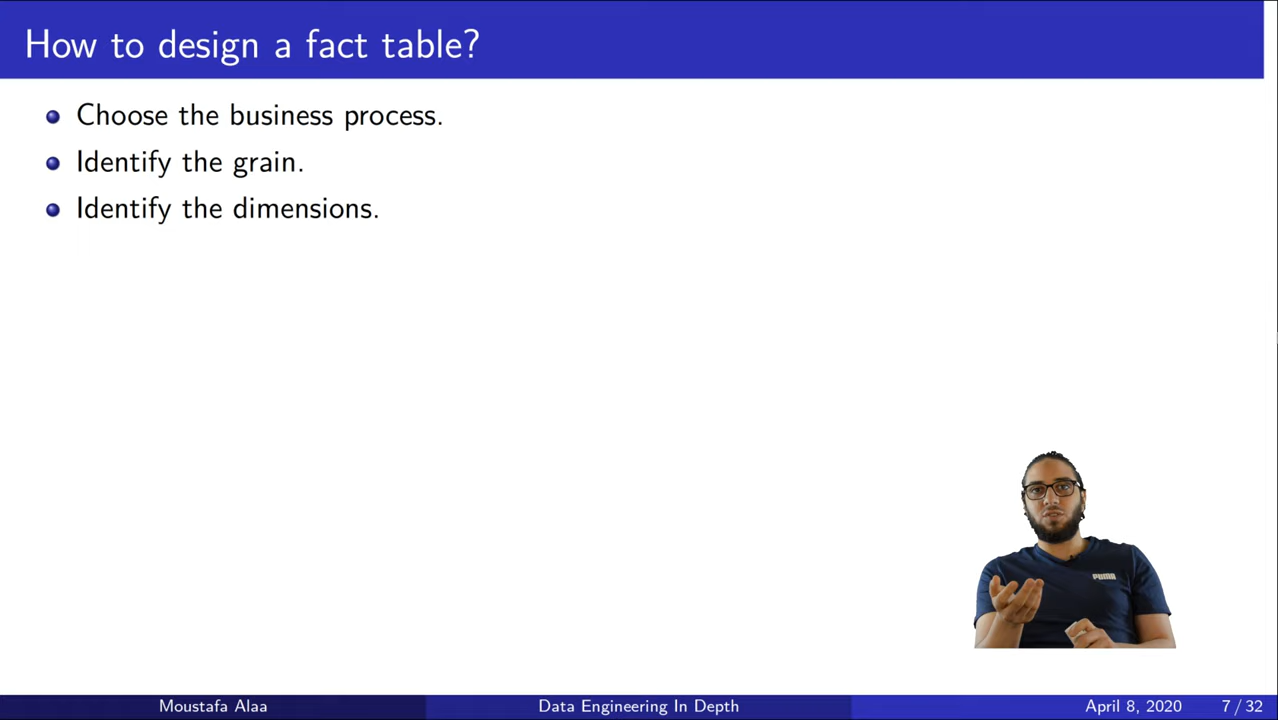 How to design a fact table?
Choose the business process.
Identify the grain.
Identify the dimensions.
PUMA
Moustafa Alaa Data Engineering In Depth April 8, 2020 7 / 32